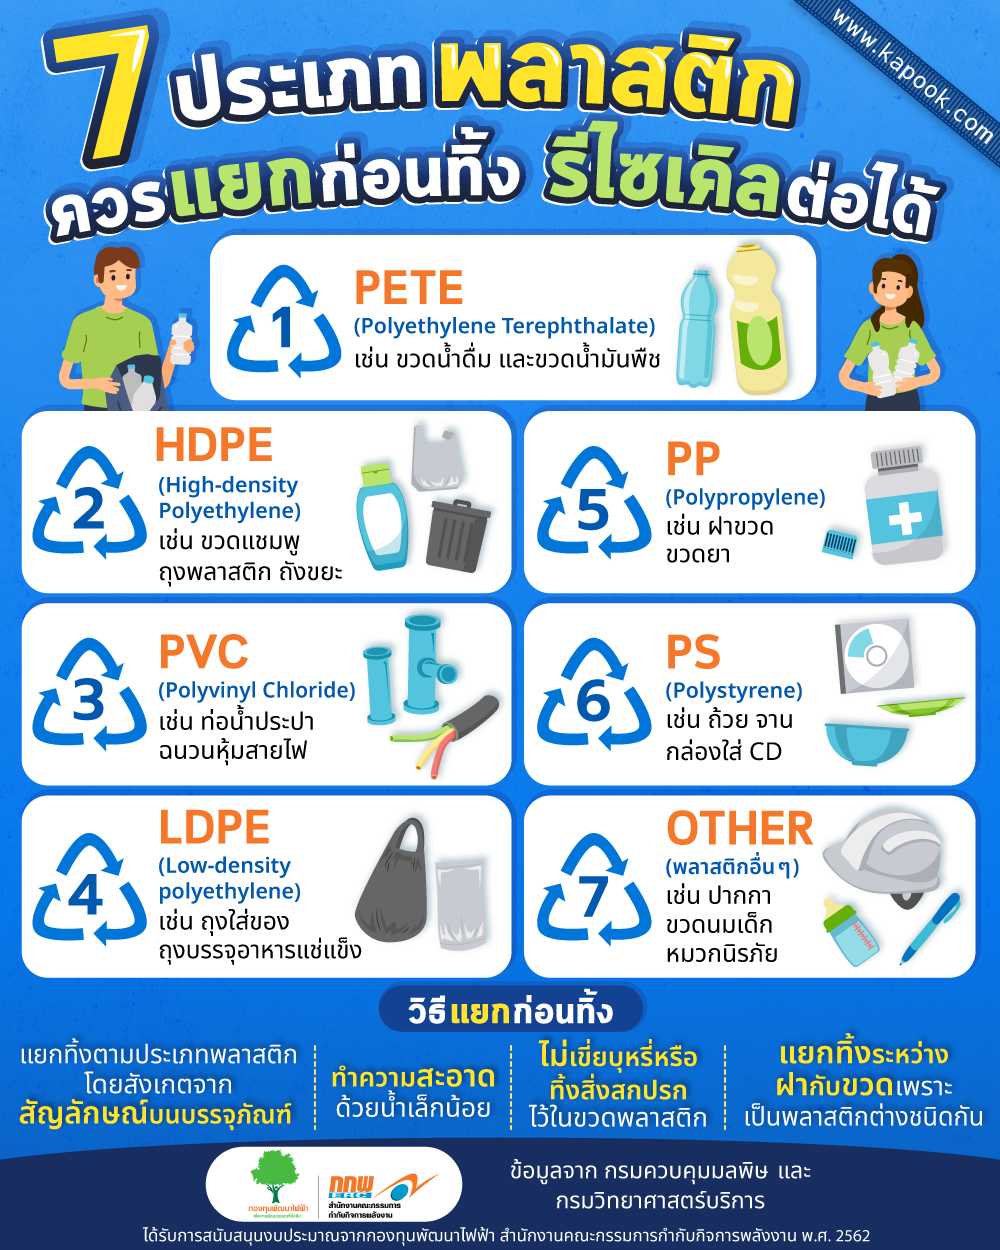 www.kapook.com
7 ประเภท พลาสติก
ควรแยกก่อนทิ้ง รีไซเคิลต่อได้
1
PETE
(Polyethylene Terephthalate)
เช่น ขวดน้ำดื่ม และขวดน้ำมันพืช
2
HDPE
(High-density
Polyethylene)
เช่น ขวดแชมพู
ถุงพลาสติก ถังขยะ
5
PP
(Polypropylene)
เช่น ฝาขวด
ขวดยา
3
PVC
(Polyvinyl Chloride)
เช่น ท่อน้ำประปา
ฉนวนหุ้มสายไฟ
6
PS
(Polystyrene)
เช่น ถ้วย จาน
กล่องใส่ CD
4
LDPE
(Low-density
polyethylene)
เช่น ถุงใส่ของ
ถุงบรรจุอาหารแช่แข็ง
7
OTHER
(พลาสติกอื่น ๆ)
เช่น ปากกา
ขวดนมเด็ก
หมวกนิรภัย
วิธีแยกก่อนทิ้ง
แยกทิ้งตามประเภทพลาสติก
โดยสังเกตจาก
สัญลักษณ์บนบรรจุภัณฑ์
ทำความสะอาด
ด้วยน้ำเล็กน้อย
ไม่เขี่ยบุหรี่หรือ
ทิ้งสิ่งสกปรก
ไว้ในขวดพลาสติก
แยกทิ้งระหว่าง
ฝากับขวดเพราะ
เป็นพลาสติกต่างชนิดกัน
กองทุนพัฒนาไฟฟ้า
กกพ
ERC
สำนักงานคณะกรรมการ
กำกับกิจการพลังงาน
ข้อมูลจาก กรมควบคุมมลพิษ และ
กรมวิทยาศาสตร์บริการ
ได้รับการสนับสนุนงบประมาณจากกองทุนพัฒนาไฟฟ้า สำนักงานคณะกรรมการกำกับกิจการพลังงาน พ.ศ. 2562